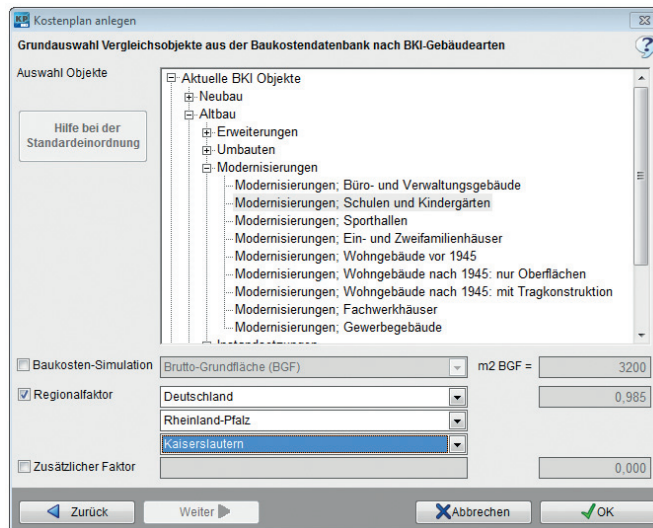 KP Kostenplan anlegen
Grundauswahl Vergleichsobjekte aus der Baukostendatenbank nach BKI-Gebäudearten
Auswahl Objekte
Hilfe bei der
Standardeinordnung
Aktuelle BKI Objekte
Neubau
Altbau
Erweiterungen
Umbauten
Modernisierungen
Modernisierungen; Büro- und Verwaltungsgebäude
Modernisierungen; Schulen und Kindergärten
Modernisierungen; Sporthallen
Modernisierungen; Ein- und Zweifamilienhäuser
Modernisierungen; Wohngebäude vor 1945
Modernisierungen; Wohngebäude nach 1945: nur Oberflächen
Modernisierungen; Wohngebäude nach 1945: mit Tragkonstruktion
Modernisierungen; Fachwerkhäuser
Modernisierungen; Gewerbegebäude
Instandsetzungen
Baukosten-Simulation Brutto-Grundfläche (BGF) m2 BGF = 3200
Regionalfaktor Deutschland 0,985
Rheinland-Pfalz
Kaiserslautern
Zusätzlicher Faktor 0,000
Zurück Weiter Abbrechen OK